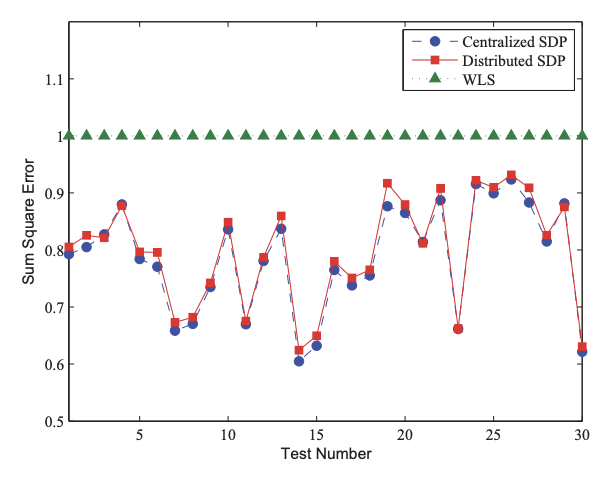 Centralized SDP
Distributed SDP
WLS
1.1
1
0.9
0.8
0.7
0.6
0.5
Sum Square Error
5
10
15
20
25
30
Test Number